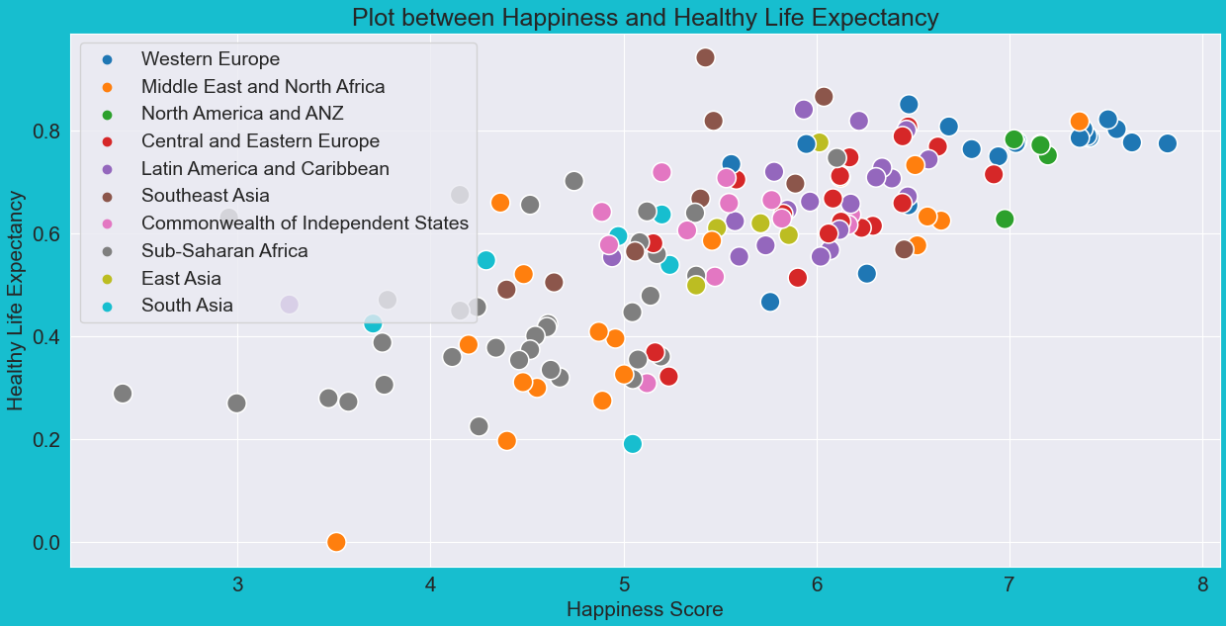 Plot between Happiness and Healthy Life Expectancy
Western Europe
Middle East and North Africa
North America and ANZ
Central and Eastern Europe
Latin America and Caribbean
Southeast Asia
Commonwealth of Independent States
Sub-Saharan Africa
East Asia
South Asia
Healthy Life Expectancy
0.8
0.6
0.4
0.2
0.0
3 4 5 6 7 8
Happiness Score